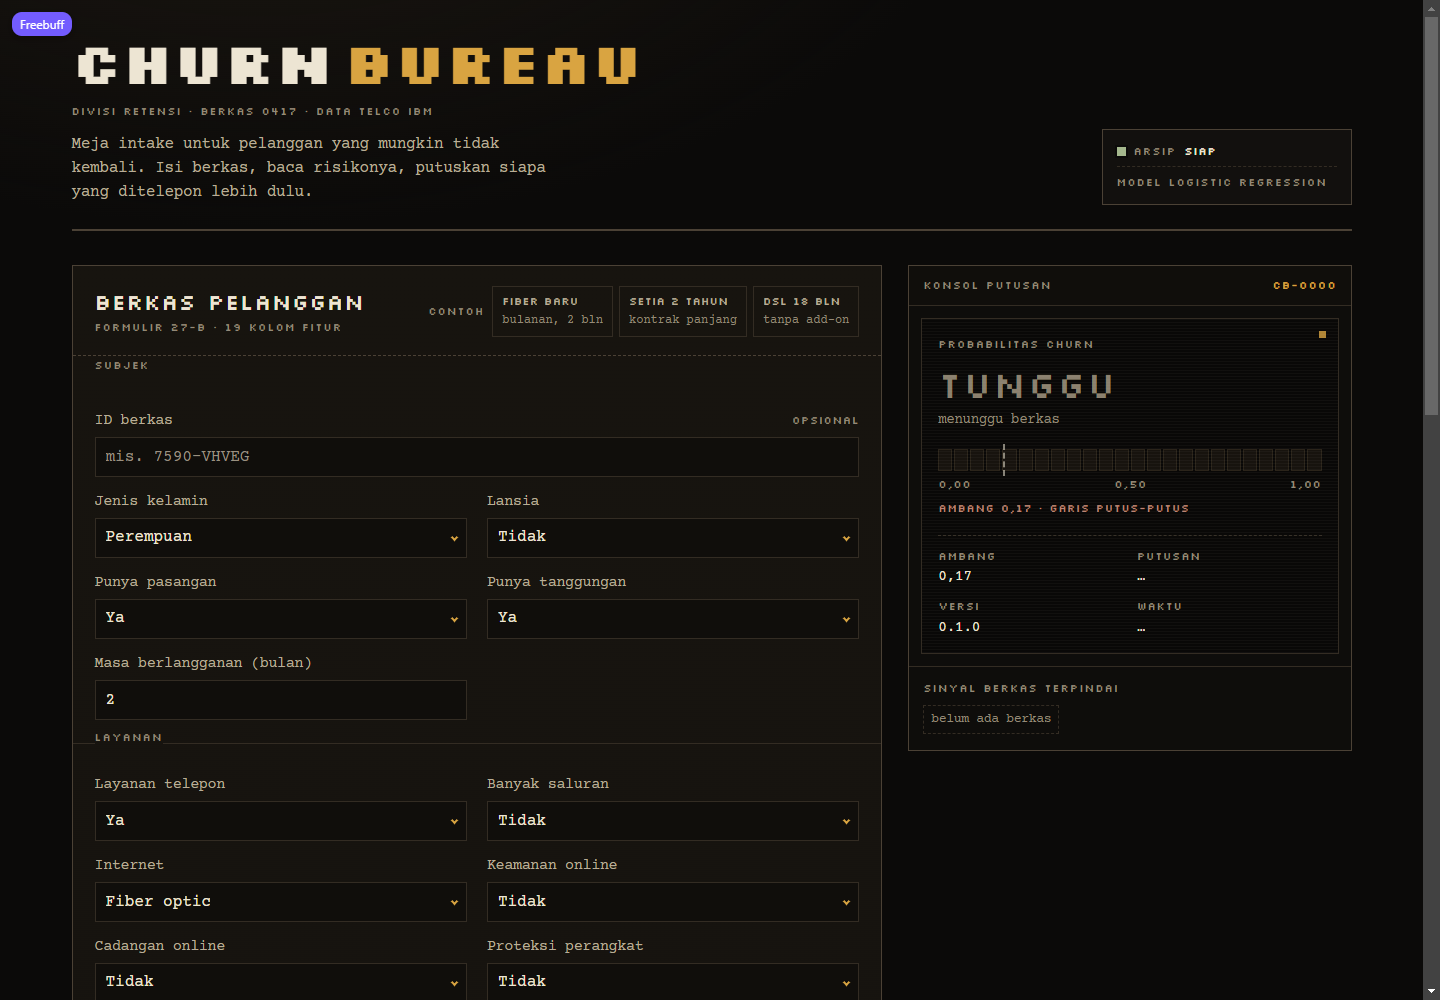 Freebuff
CHURN BUREAU
DIVISI RETENSI · BERKAS 0417 · DATA TELCO IBM
Meja intake untuk pelanggan yang mungkin tidak
kembali. Isi berkas, baca risikonya, putuskan siapa
yang ditelepon lebih dulu.
ARSIP SIAP
MODEL LOGISTIC REGRESSION
BERKAS PELANGGAN
FORMULIR 27-B · 19 KOLOM FITUR
CONTOH
FIBER BARU
bulanan, 2 bln
SETIA 2 TAHUN
kontrak panjang
DSL 18 BLN
tanpa add-on
SUBJEK
ID berkas
OPSIONAL
mis. 7590-VHVEG
Jenis kelamin
Lansia
Perempuan
Tidak
Punya pasangan
Punya tanggungan
Ya
Ya
Masa berlangganan (bulan)
2
LAYANAN
Layanan telepon
Banyak saluran
Ya
Tidak
Internet
Keamanan online
Fiber optic
Tidak
Cadangan online
Proteksi perangkat
Tidak
Tidak
KONSOL PUTUSAN
CB-0000
PROBABILITAS CHURN
TUNGGU
menunggu berkas
0,00
0,50
1,00
AMBANG 0,17 · GARIS PUTUS-PUTUS
AMBANG
PUTUSAN
0,17
…
VERSI
WAKTU
0.1.0
…
SINYAL BERKAS TERPINDAI
belum ada berkas